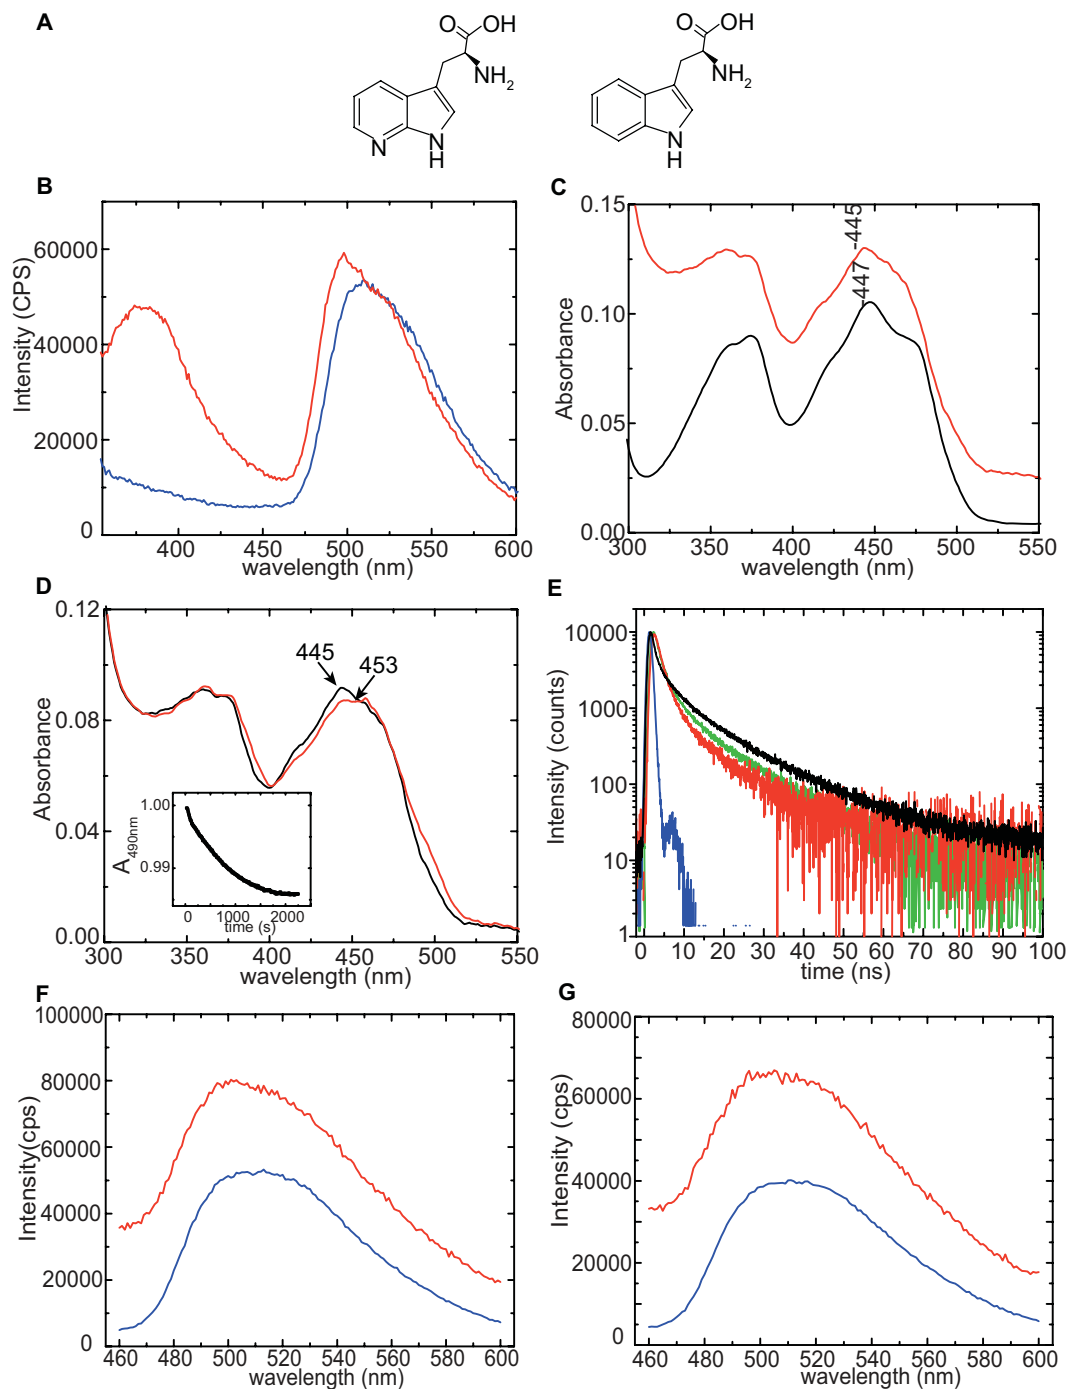 A
O OH
NH2
N N
H
O OH
NH2
N
H
B
Intensity (CPS)
60000
40000
20000
0
400 450 500 550 600
wavelength (nm)
C
Absorbance
0.15
0.10
0.05
0.00
-445
-447
300 350 400 450 500 550
wavelength (nm)
D
Absorbance
0.12
0.08
0.04
0.00
445
453
A490nm
1.00
0.99
0 1000 2000
time (s)
300 350 400 450 500 550
wavelength (nm)
E
Intensity (counts)
10000
1000
100
10
1
0 10 20 30 40 50 60 70 80 90 100
time (ns)
F
Intensity(cps)
100000
80000
60000
40000
20000
0
460 480 500 520 540 560 580 600
wavelength (nm)
G
Intensity (cps)
80000
60000
40000
20000
0
460 480 500 520 540 560 580 600
wavelength (nm)